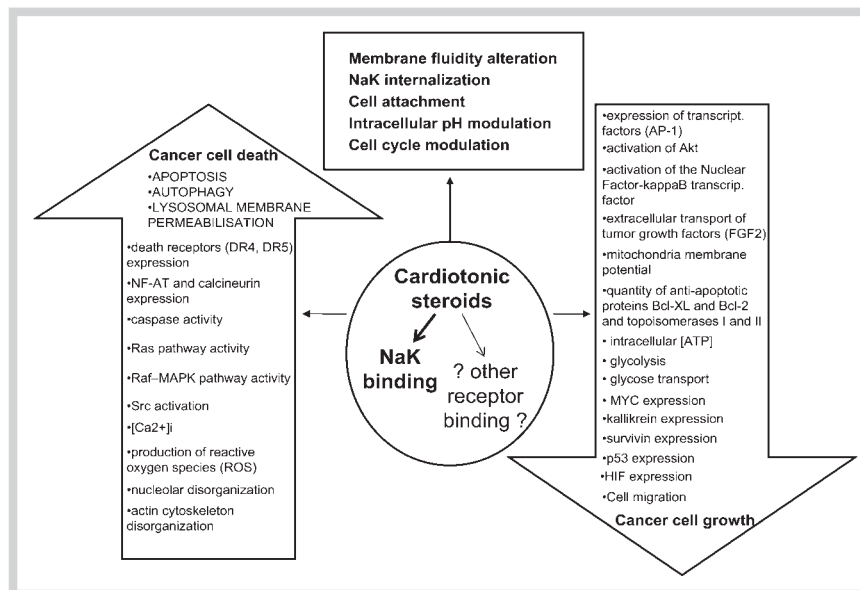 Membrane fluidity alteration
NaK internalization
Cell attachment
Intracellular pH modulation
Cell cycle modulation
Cancer cell death
•APOPTOSIS
•AUTOPHAGY
•LYSOSOMAL MEMBRANE
PERMEABILISATION
•death receptors (DR4, DR5)
expression
•NF-AT and calcineurin
expression
•caspase activity
•Ras pathway activity
•Raf–MAPK pathway activity
•Src activation
•[Ca2+]i
•production of reactive
oxygen species (ROS)
•nucleolar disorganization
•actin cytoskeleton
disorganization
Cardiotonic
steroids
NaK
binding
? other
receptor
binding ?
•expression of transcript.
factors (AP-1)
•activation of Akt
•activation of the Nuclear
Factor-kappaB transcrip.
factor
•extracellular transport of
tumor growth factors (FGF2)
•mitochondria membrane
potential
•quantity of anti-apoptotic
proteins Bcl-XL and Bcl-2
and topoisomerases I and II
• intracellular [ATP]
• glycolysis
• glycose transport
• MYC expression
•kallikrein expression
•survivin expression
•p53 expression
•HIF expression
•Cell migration
Cancer cell growth